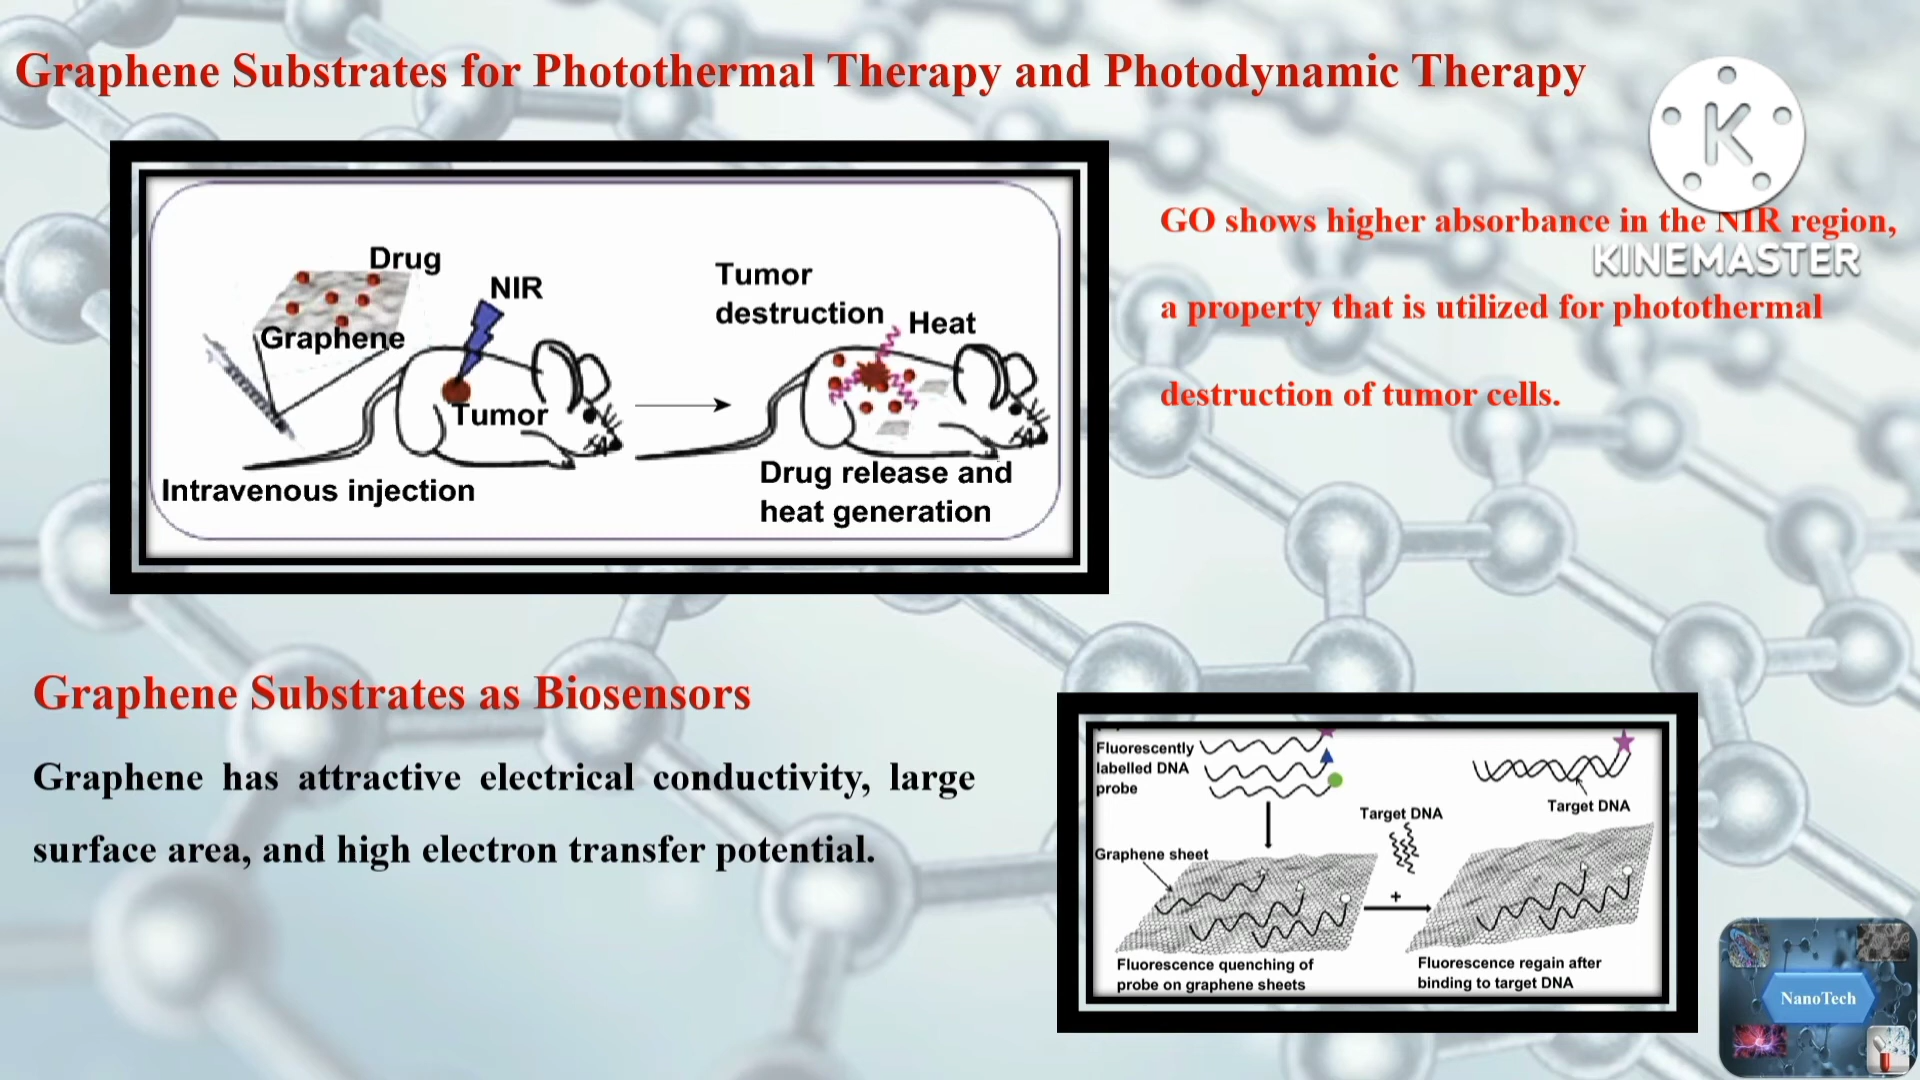 Graphene Substrates for Photothermal Therapy and Photodynamic Therapy
K
KINEMASTER
Drug
NIR
Graphene
Tumor
Intravenous injection
Tumor
destruction
Heat
Drug release and
heat generation
GO shows higher absorbance in the NIR region,
a property that is utilized for photothermal
destruction of tumor cells.
Graphene Substrates as Biosensors
Graphene has attractive electrical conductivity, large
surface area, and high electron transfer potential.
Fluorescently
labelled DNA
probe
Graphene sheet
Target DNA
+
Target DNA
Fluorescence quenching of
probe on graphene sheets
Fluorescence regain after
binding to target DNA
NanoTech